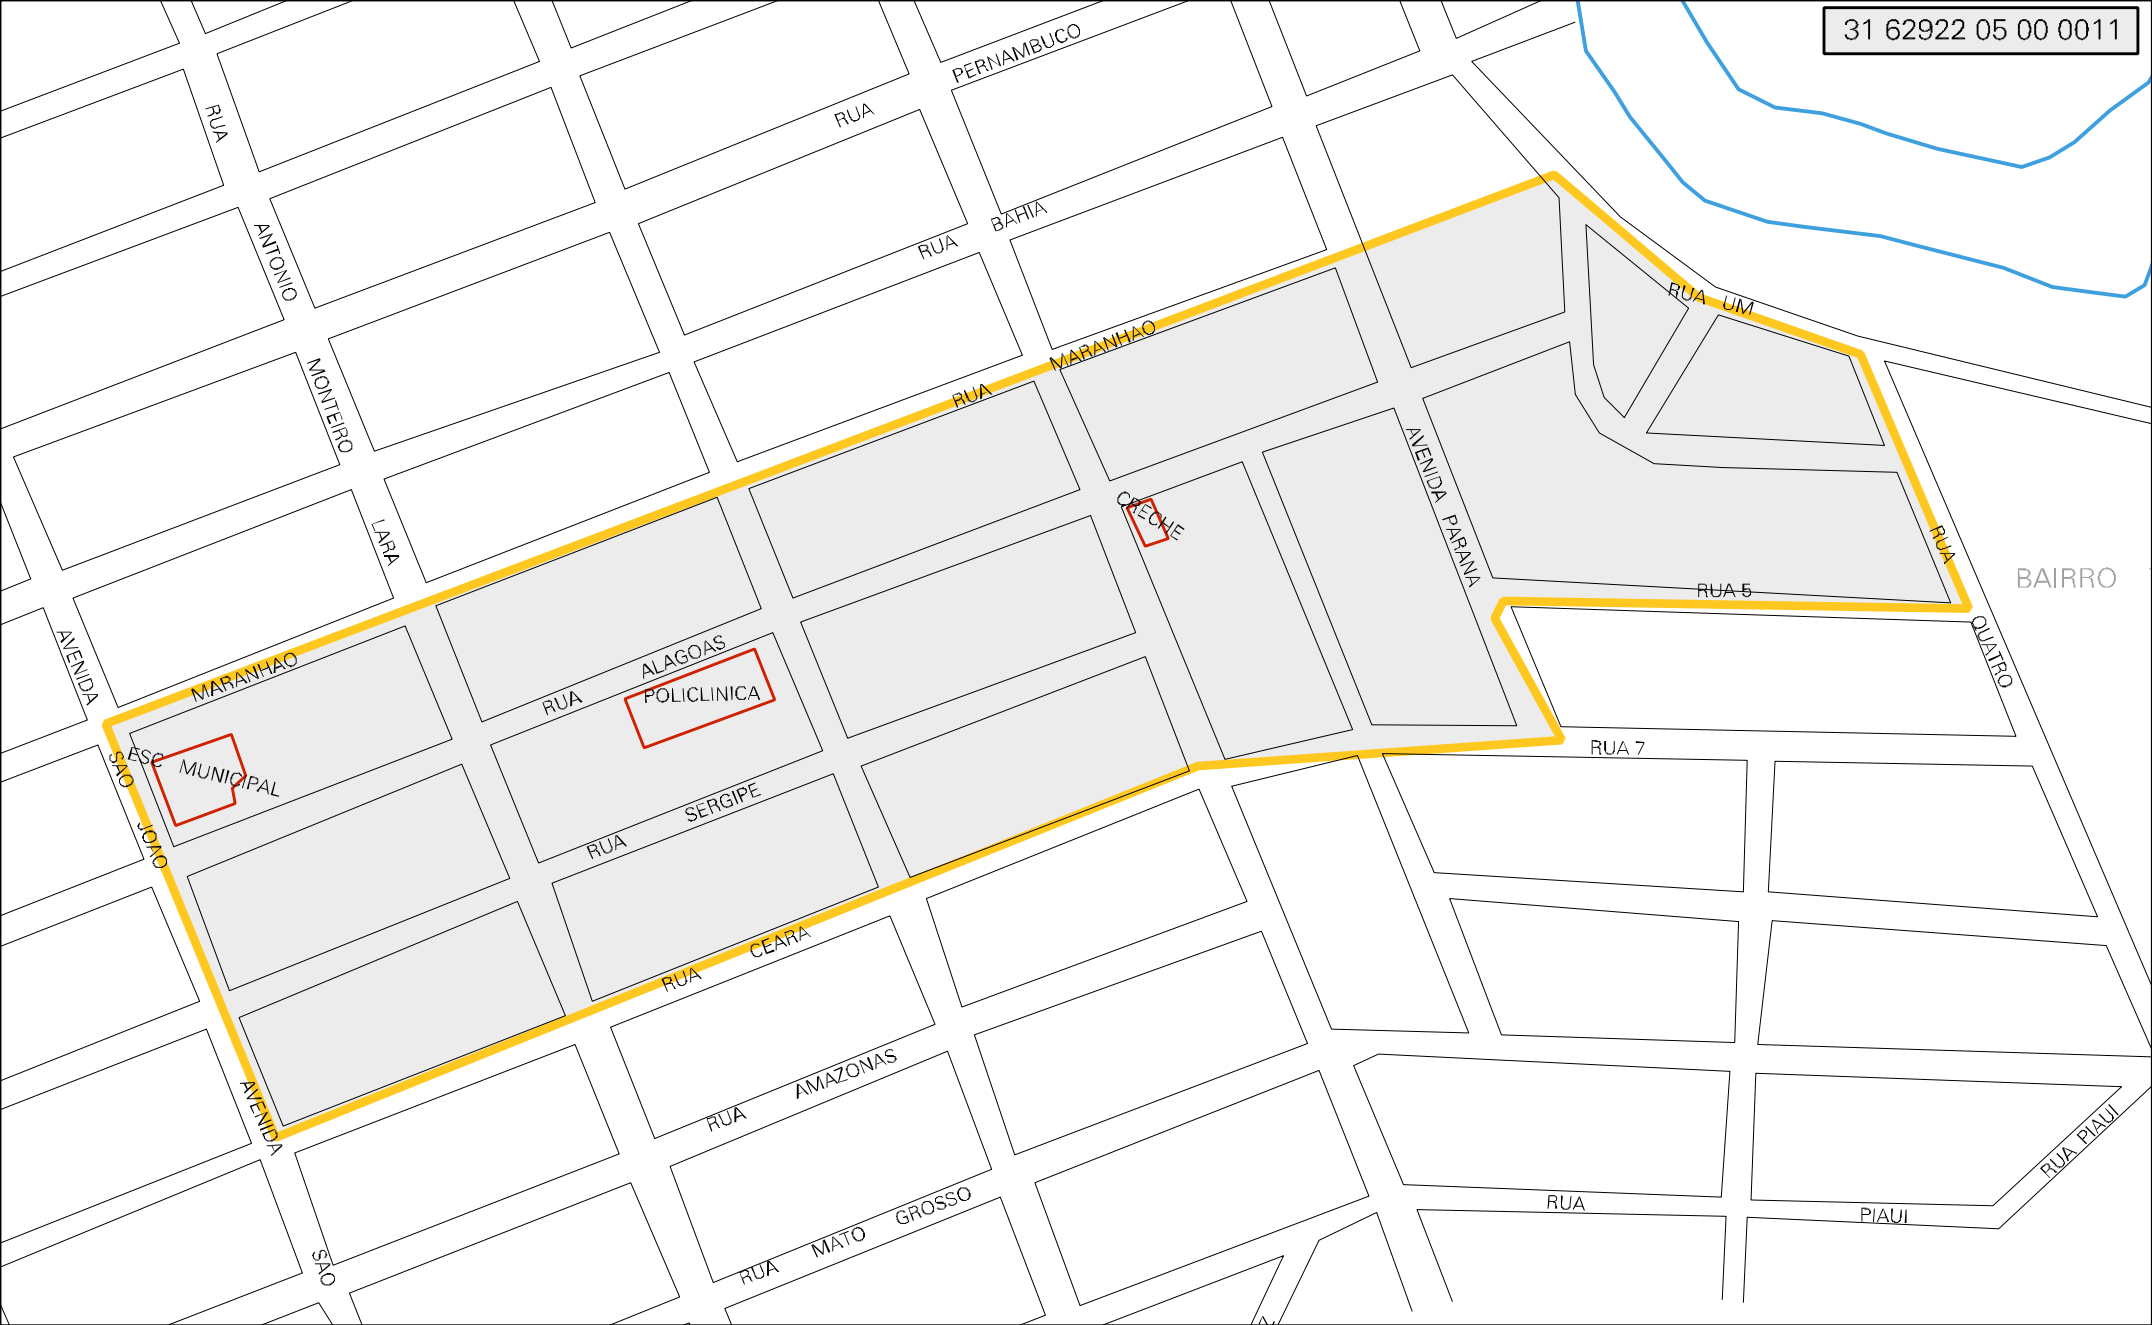 31 62922 05 00 0011
RUA PERNAMBUCO
RUA ANTONIO MONTEIRO LARA
RUA BAHIA
RUA UM
RUA MARANHAO
MARANHAO
AVENIDA PARANA
CRECHE
RUA QUATRO
BAIRRO
RUA 5
AVENIDA SAO JOAO
RUA ALAGOAS
POLICLINICA
ESC MUNICIPAL
RUA 7
RUA SERGIPE
RUA CEARA
RUA AMAZONAS
AVENIDA SAO
RUA PIAUI
RUA MATO GROSSO
RUA PIAUI